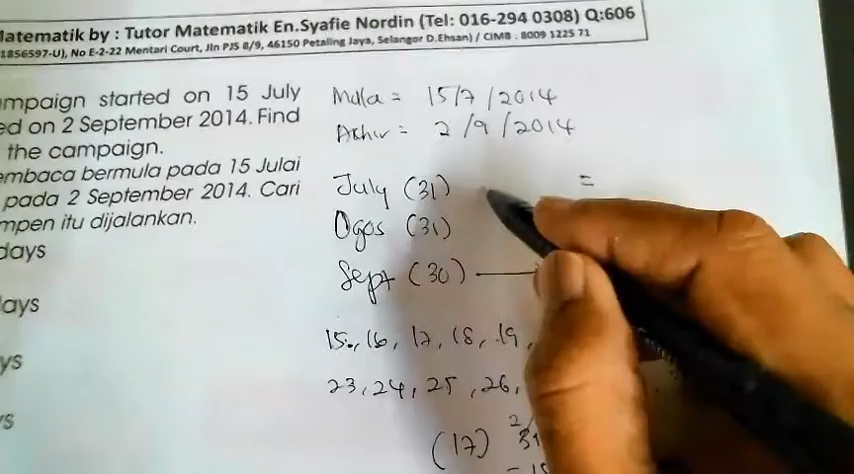 Matematik by : Tutor Matematik En.Syafie Nordin (Tel: 016-294 0308) Q:606
1856597-U), No E-2-22 Mentari Court, Jln PJS 8/9, 46150 Petaling Jaya, Selangor D.Ehsan) / CIMB : 8009 1225 71
mpaign started on 15 July
ed on 2 September 2014. Find
the campaign.
embaca bermula pada 15 Julai
pada 2 September 2014. Cari
mpen itu dijalankan.
days
ays
ys
s
Mula = 15/7/2014
Akhir = 2/9/2014
July (31) =
Ogos (31)
Sept (30)
15, 16, 17, 18, 19,
23, 24, 25, 26,
(17)